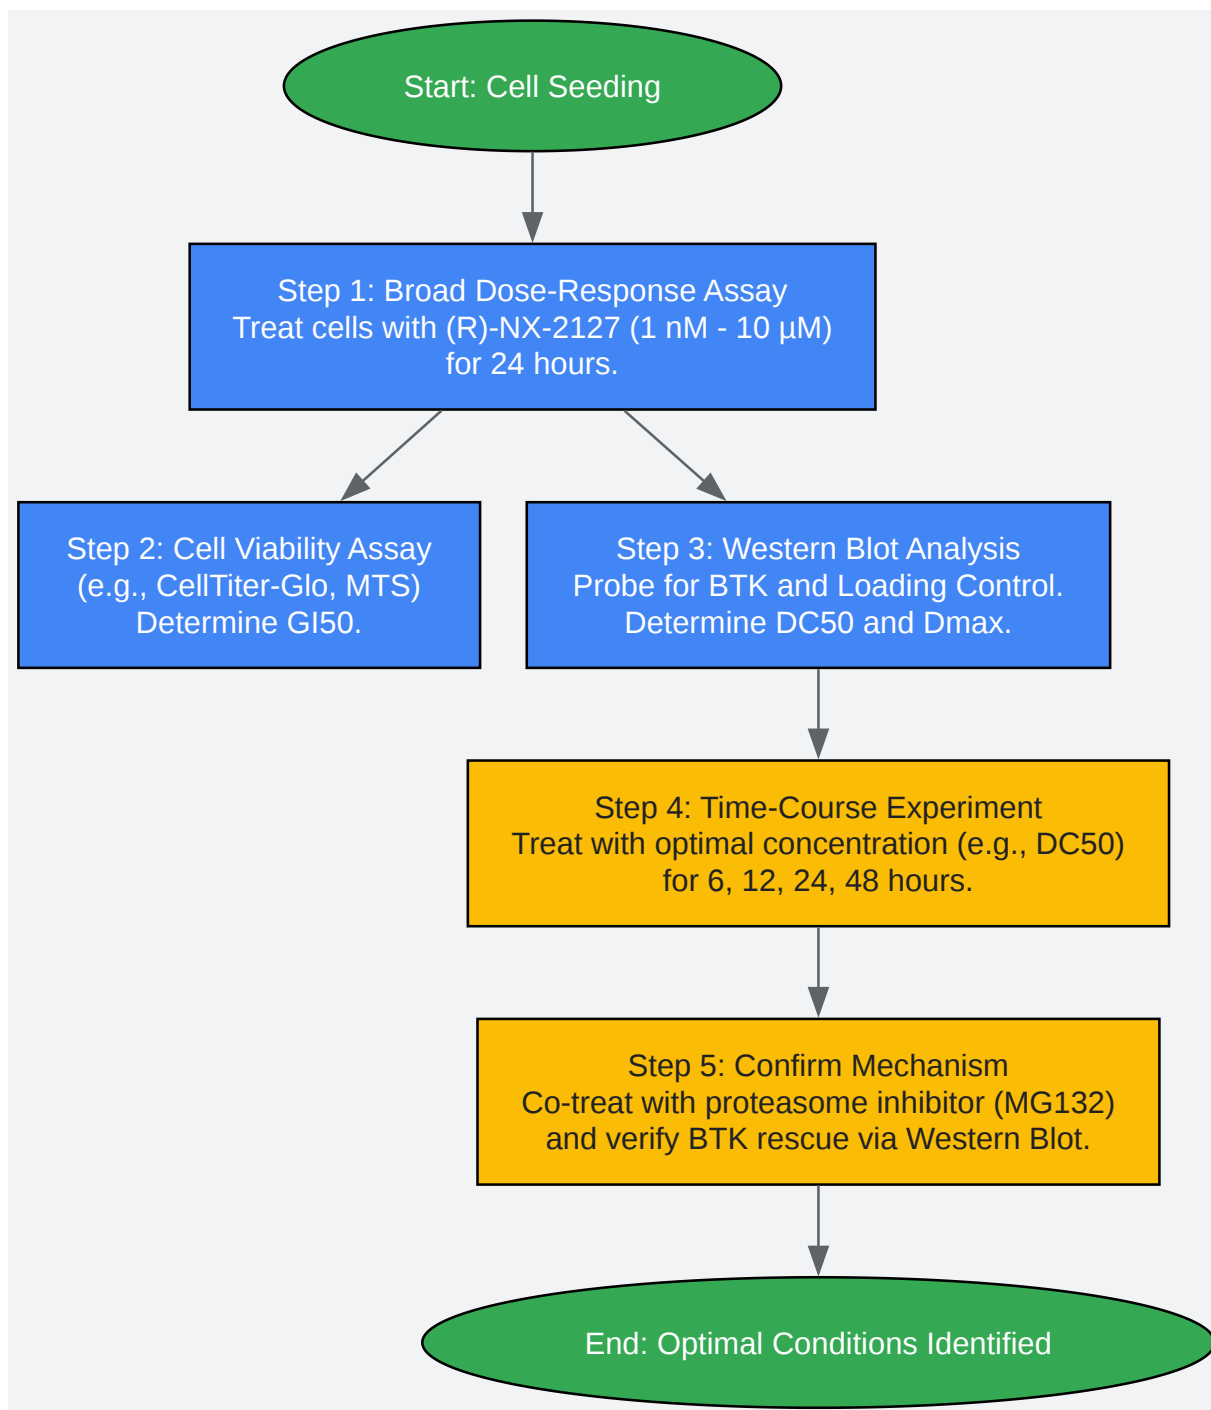 Start: Cell Seeding
Step 1: Broad Dose-Response Assay
Treat cells with (R)-NX-2127 (1 nM - 10 µM)
for 24 hours.
Step 2: Cell Viability Assay
(e.g., CellTiter-Glo, MTS)
Determine GI50.
Step 3: Western Blot Analysis
Probe for BTK and Loading Control.
Determine DC50 and Dmax.
Step 4: Time-Course Experiment
Treat with optimal concentration (e.g., DC50)
for 6, 12, 24, 48 hours.
Step 5: Confirm Mechanism
Co-treat with proteasome inhibitor (MG132)
and verify BTK rescue via Western Blot.
End: Optimal Conditions Identified